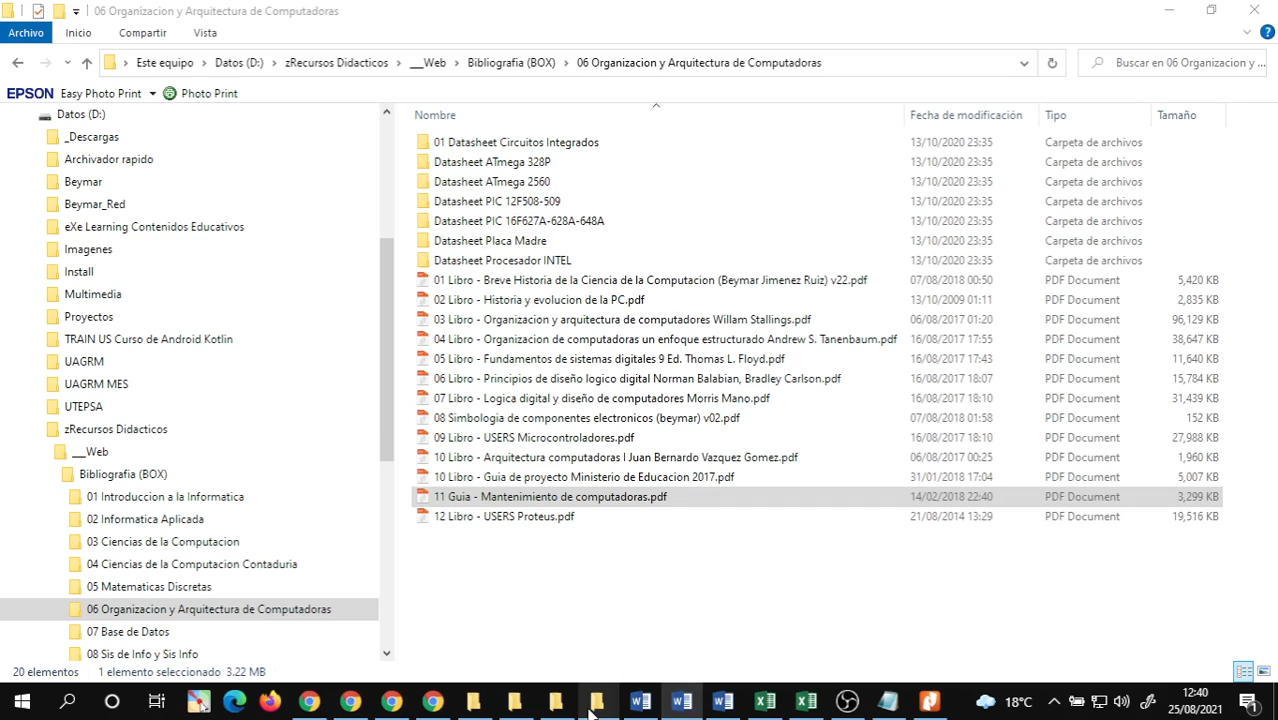 06 Organizacion y Arquitectura de Computadoras
Archivo Inicio Compartir Vista
Este equipo Datos (D:) zRecursos Didacticos __Web Bibliografia (BOX) 06 Organizacion y Arquitectura de Computadoras Buscar en 06 Organizacion y ...
EPSON Easy Photo Print Photo Print
Datos (D:)
_Descargas
Archivador rapido
Beymar
Beymar_Red
eXe Learning Contenidos Educativos
Imagenes
Install
Multimedia
Proyectos
TRAIN US Curso de Android Kotlin
UAGRM
UAGRM MES
UTEPSA
zRecursos Didacticos
__Web
Bibliografia (BOX)
01 Introduccion a la Informatica
02 Informatica Aplicada
03 Ciencias de la Computacion
04 Ciencias de la Computacion Contaduria
05 Matematicas Discretas
06 Organizacion y Arquitectura de Computadoras
07 Base de Datos
08 Sis de Info y Sis Info
Nombre Fecha de modificación Tipo Tamaño
01 Datasheet Circuitos Integrados 13/10/2020 23:35 Carpeta de archivos
Datasheet ATmega 328P 13/10/2020 23:35 Carpeta de archivos
Datasheet ATmega 2560 13/10/2020 23:35 Carpeta de archivos
Datasheet PIC 12F508-509 13/10/2020 23:35 Carpeta de archivos
Datasheet PIC 16F627A-628A-648A 13/10/2020 23:35 Carpeta de archivos
Datasheet Placa Madre 13/10/2020 23:35 Carpeta de archivos
Datasheet Procesador INTEL 13/10/2020 23:35 Carpeta de archivos
01 Libro - Breve Historia de la Ciencia de la Computacion (Beymar Jimenez Ruiz) v22.pdf 07/08/2018 00:50 PDF Document 5,420 KB
02 Libro - Historia y evolucion de la PC.pdf 13/10/2009 01:11 PDF Document 2,835 KB
03 Libro - Organizacion y arquitectura de computadores Willam Stallings.pdf 06/08/2017 01:20 PDF Document 96,129 KB
04 Libro - Organizacion de computadoras un enfoque estructurado Andrew S. Tanenbaum.pdf 16/08/2017 17:55 PDF Document 38,647 KB
05 Libro - Fundamentos de sistemas digitales 9 Ed. Thomas L. Floyd.pdf 16/08/2017 17:43 PDF Document 11,640 KB
06 Libro - Principios de diseño logico digital Norman Balabian, Bradley Carlson.pdf 16/08/2017 18:07 PDF Document 15,784 KB
07 Libro - Logica digital y diseño de computadores Morris Mano.pdf 16/08/2017 18:10 PDF Document 31,439 KB
08 Simbologia de componentes electronicos (beymar) v02.pdf 07/08/2018 01:58 PDF Document 152 KB
09 Libro - USERS Microcontroladores.pdf 16/08/2017 18:10 PDF Document 27,988 KB
10 Libro - Arquitectura computadoras I Juan Bernardo Vazquez Gomez.pdf 06/08/2017 00:25 PDF Document 1,960 KB
10 Libro - Guia de proyecto Ministerio de Educacion 2017.pdf 31/01/2018 17:04 PDF Document 5,007 KB
11 Guia - Mantenimiento de computadoras.pdf 14/02/2018 22:40 PDF Document 3,299 KB
12 Libro - USERS Proteus.pdf 21/08/2014 13:29 PDF Document 19,516 KB
20 elementos 1 elemento seleccionado 3.22 MB
18°C 12:40
25/08/2021